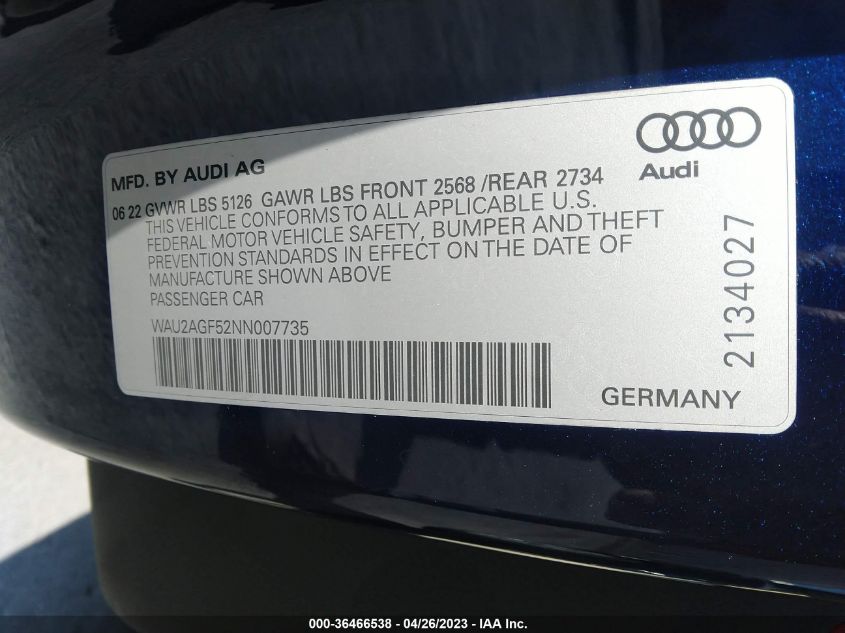 MFD. BY AUDI AG
Audi
06 22 GVWR LBS 5126 GAWR LBS FRONT 2568 /REAR 2734
THIS VEHICLE CONFORMS TO ALL APPLICABLE U.S.
FEDERAL MOTOR VEHICLE SAFETY, BUMPER AND THEFT
PREVENTION STANDARDS IN EFFECT ON THE DATE OF
MANUFACTURE SHOWN ABOVE
PASSENGER CAR
WAU2AGF52NN007735
GERMANY
2134027
000-36466538 - 04/26/2023 - IAA Inc.